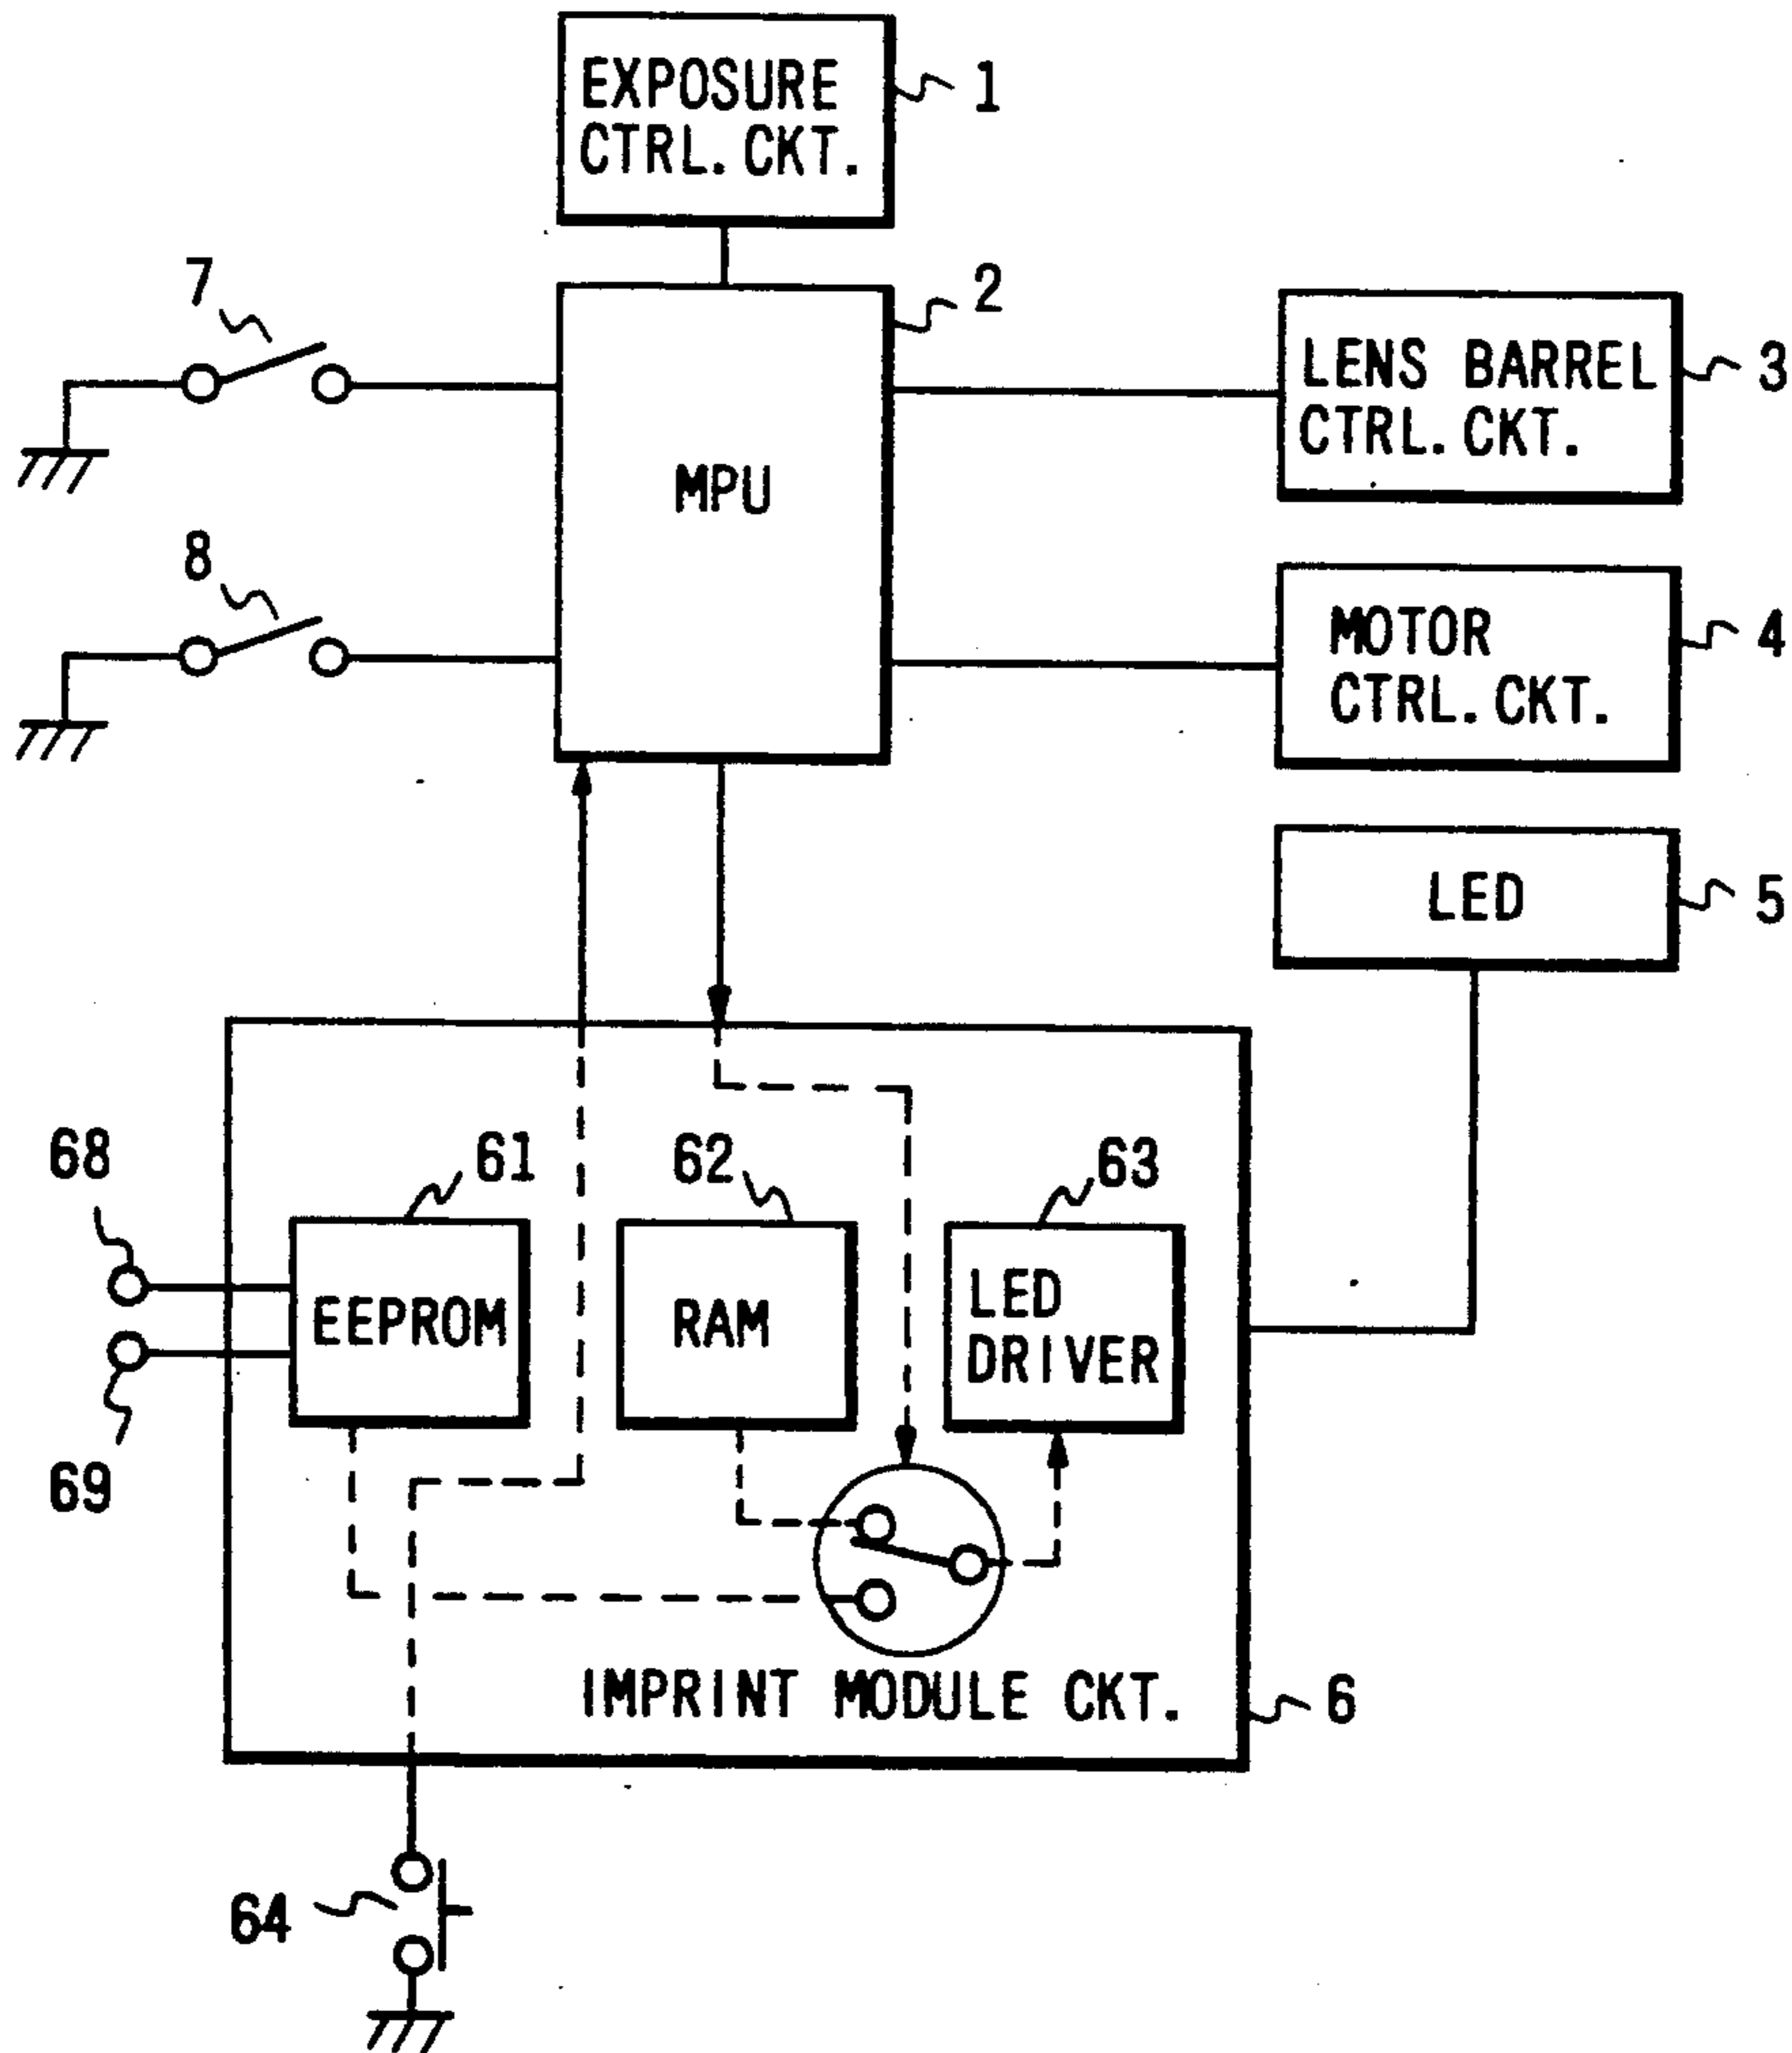 EXPOSURE
CTRL. CKT.
1
7
2
LENS BARREL
CTRL. CKT.
3
MPU
8
MOTOR
CTRL. CKT.
4
LED
5
68
61
62
63
EEPROM
RAM
LED
DRIVER
69
IMPRINT MODULE CKT.
6
64